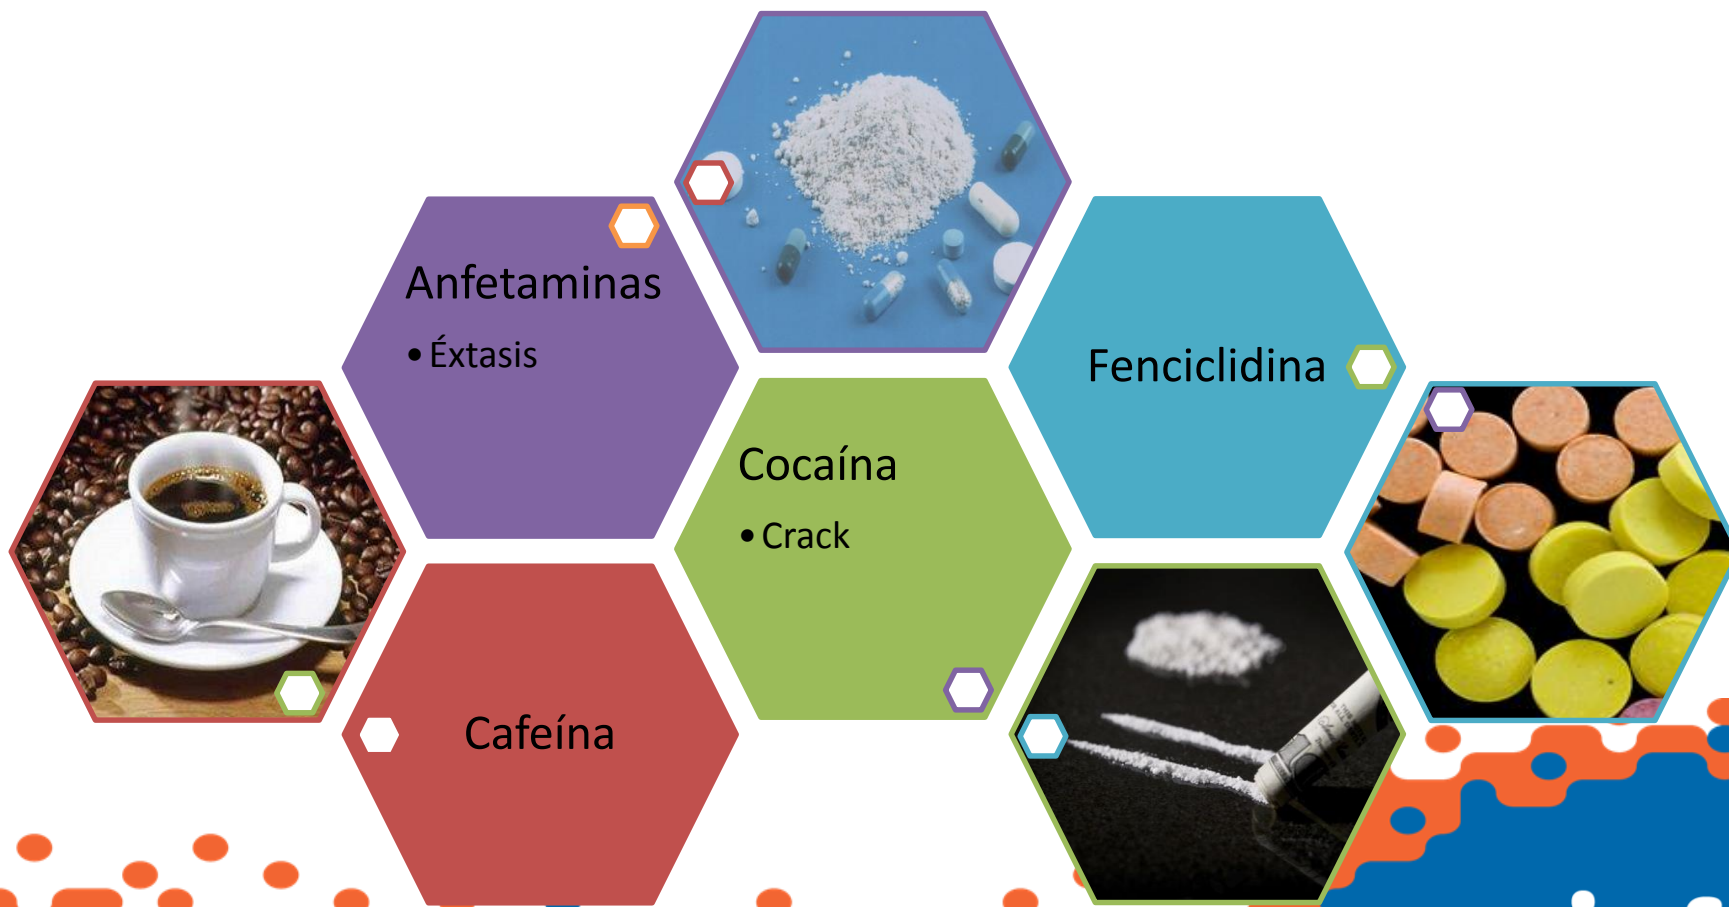 Anfetaminas
• Éxtasis
Fenciclidina
Cocaína
• Crack
Cafeína